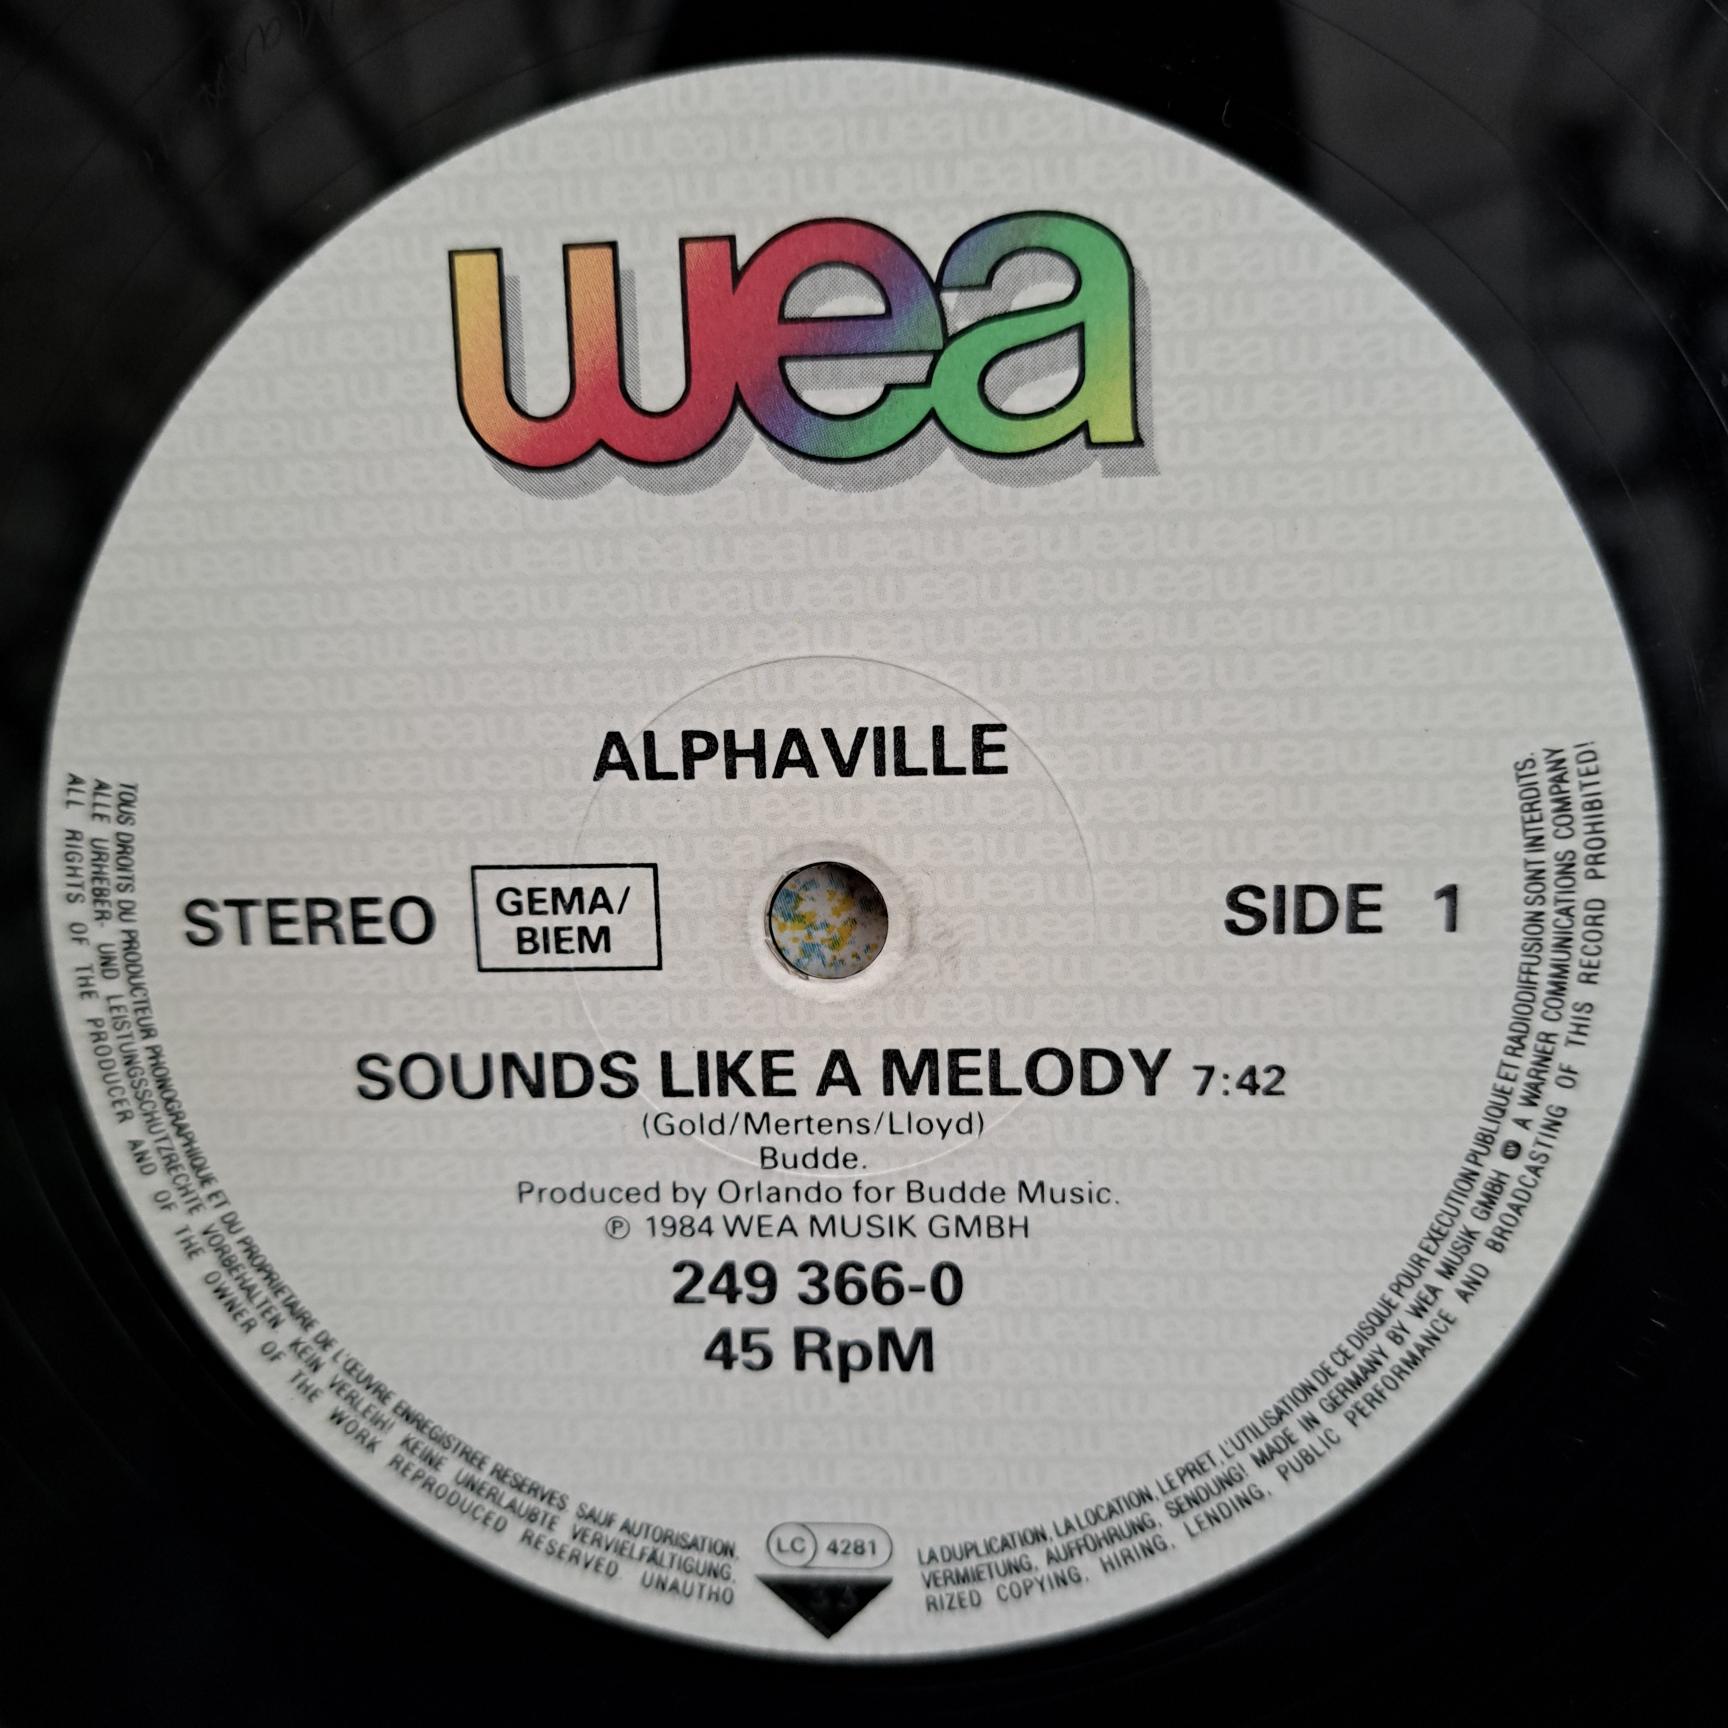 wea
ALPHAVILLE
STEREO
GEMA/
BIEM
SIDE 1
SOUNDS LIKE A MELODY 7:42
(Gold/Mertens/Lloyd)
Budde.
Produced by Orlando for Budde Music.
℗ 1984 WEA MUSIK GMBH
249 366-0
45 RpM
TOUS DROITS DU PRODUCTEUR PHONOGRAPHIQUE ET DU PROPRIETAIRE DE L'ŒUVRE ENREGISTREE RESERVES. SAUF AUTORISATION,
ALLE URHEBER- UND LEISTUNGSSCHUTZRECHTE VORBEHALTEN. KEIN VERLEIH! KEINE UNERLAUBTE VERVIELFÄLTIGUNG,
ALL RIGHTS OF THE PRODUCER AND OF THE OWNER OF THE WORK REPRODUCED RESERVED. UNAUTHO
LC 4281
LA DUPLICATION, LA LOCATION, LE PRET, L'UTILISATION DE CE DISQUE POUR EXECUTION PUBLIQUE ET RADIODIFFUSION SONT INTERDITS.
VERMIETUNG, AUFFÖHRUNG, SENDUNG! MADE IN GERMANY BY WEA MUSIK GMBH A WARNER COMMUNICATIONS COMPANY
RIZED COPYING, HIRING, LENDING, PUBLIC PERFORMANCE AND BROADCASTING OF THIS RECORD PROHIBITED!